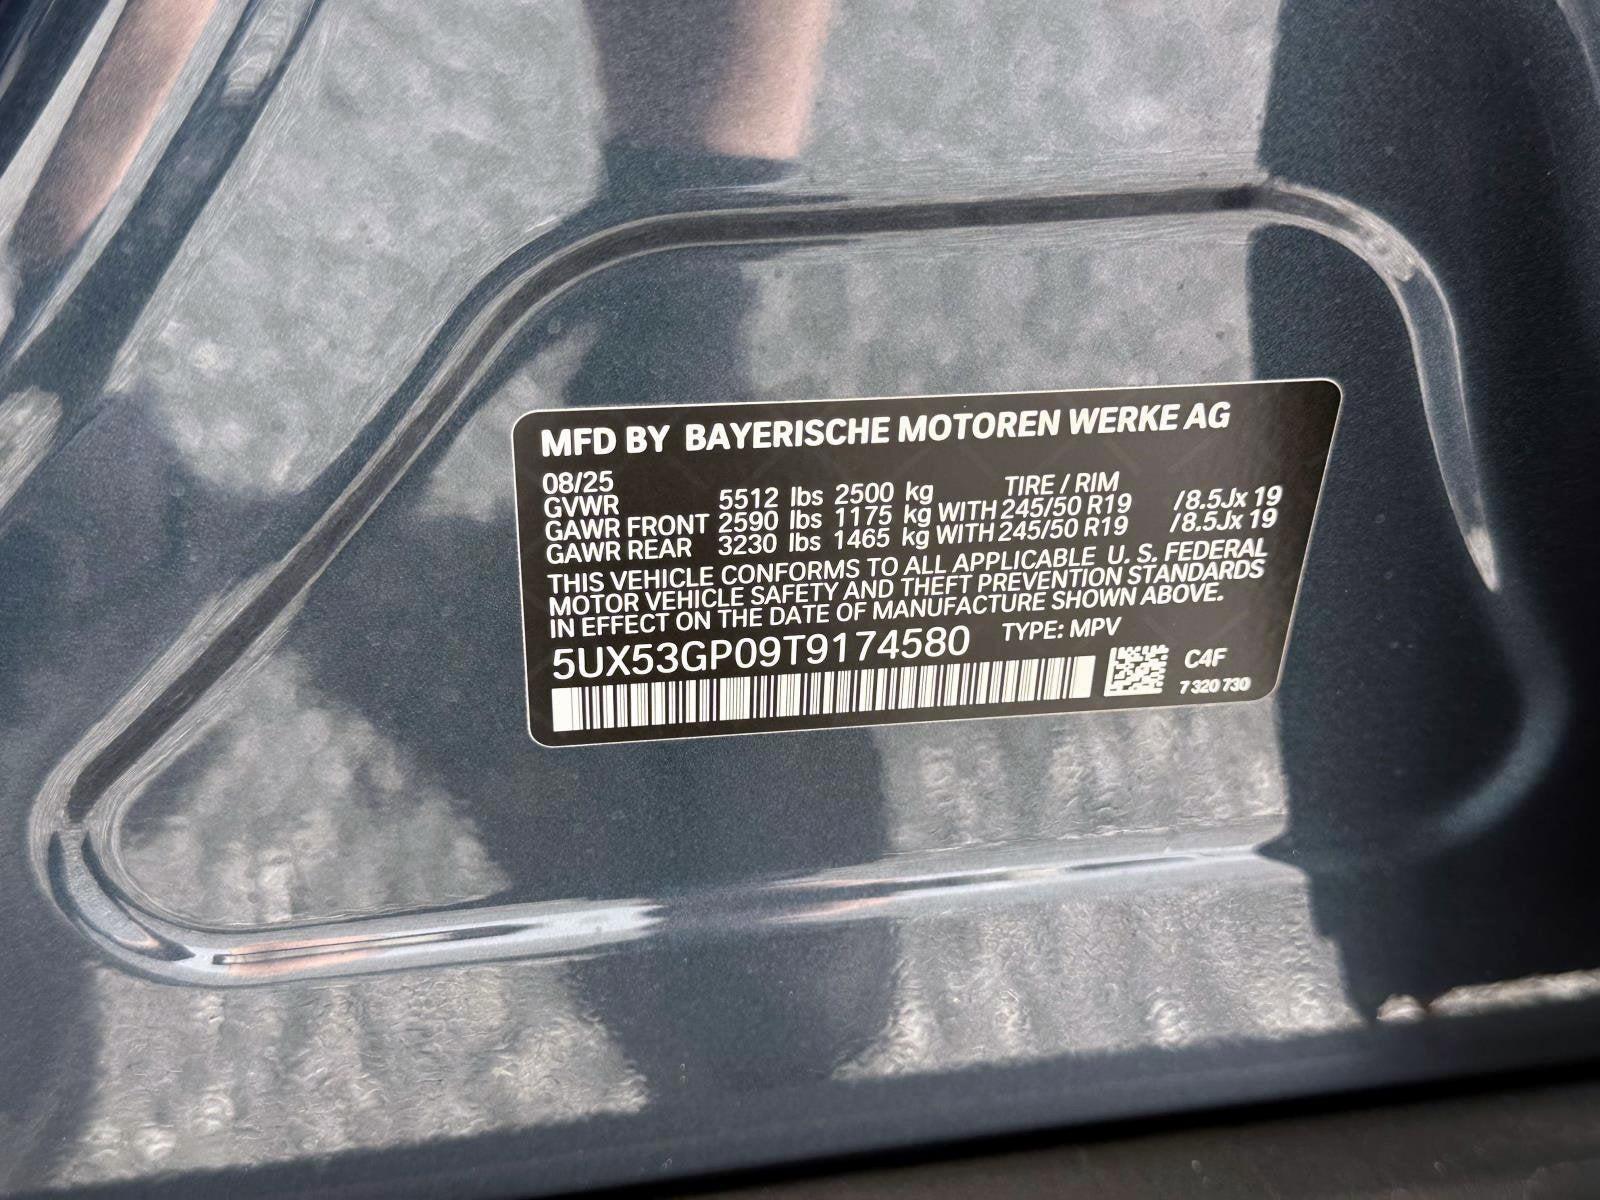 MFD BY BAYERISCHE MOTOREN WERKE AG
08/25 TIRE / RIM
GVWR 5512 lbs 2500 kg
GAWR FRONT 2590 lbs 1175 kg WITH 245/50 R19 /8.5Jx 19
GAWR REAR 3230 lbs 1465 kg WITH 245/50 R19 /8.5Jx 19
THIS VEHICLE CONFORMS TO ALL APPLICABLE U. S. FEDERAL
MOTOR VEHICLE SAFETY AND THEFT PREVENTION STANDARDS
IN EFFECT ON THE DATE OF MANUFACTURE SHOWN ABOVE.
5UX53GP09T9174580 TYPE: MPV
C4F
7 320 730